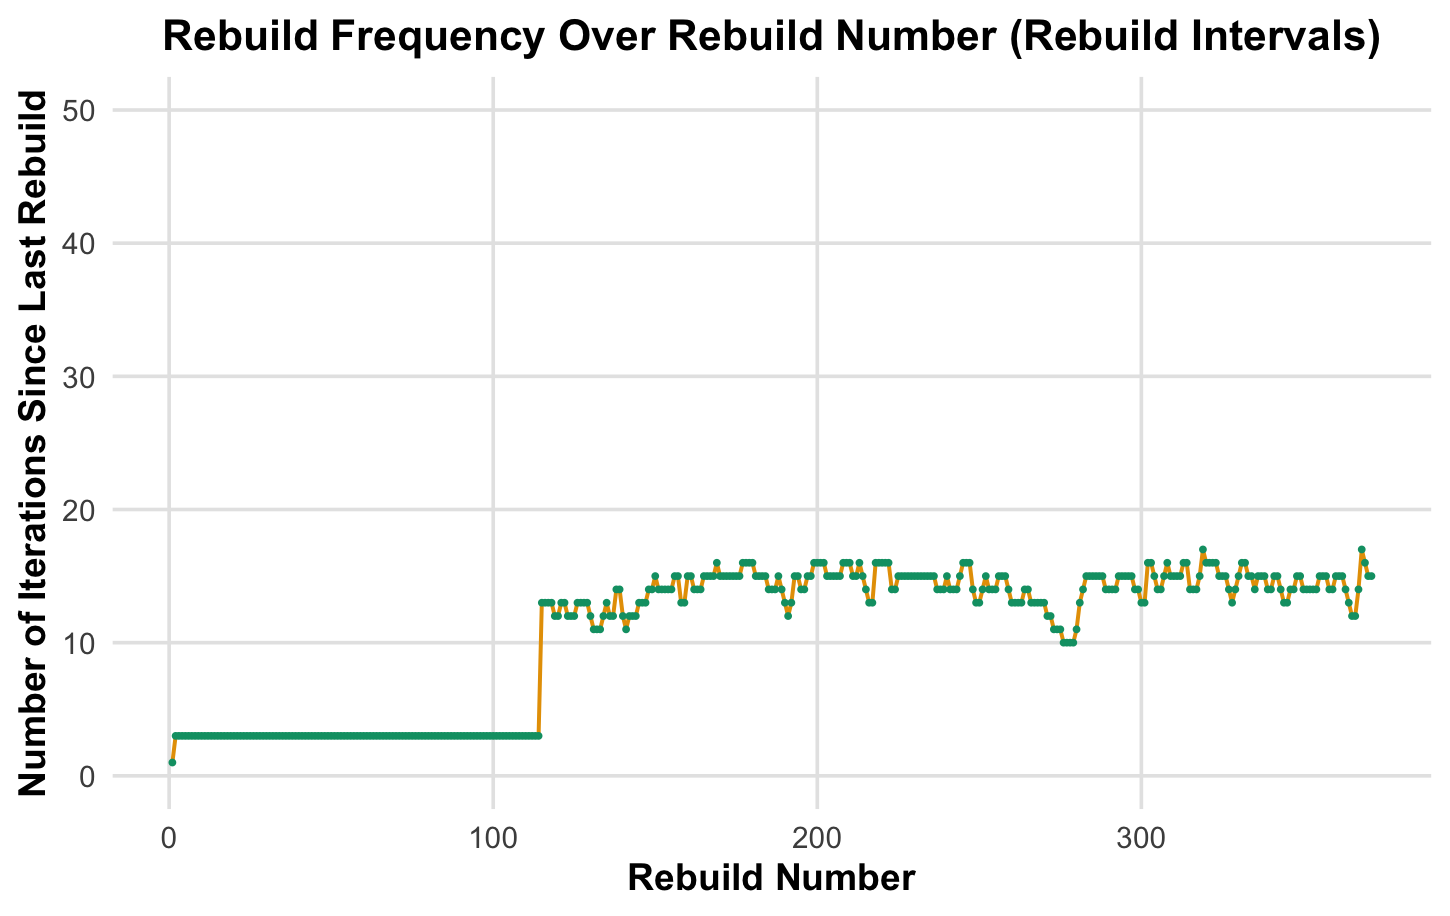 Rebuild Frequency Over Rebuild Number (Rebuild Intervals)
Number of Iterations Since Last Rebuild
50
40
30
20
10
0
0 100 200 300
Rebuild Number